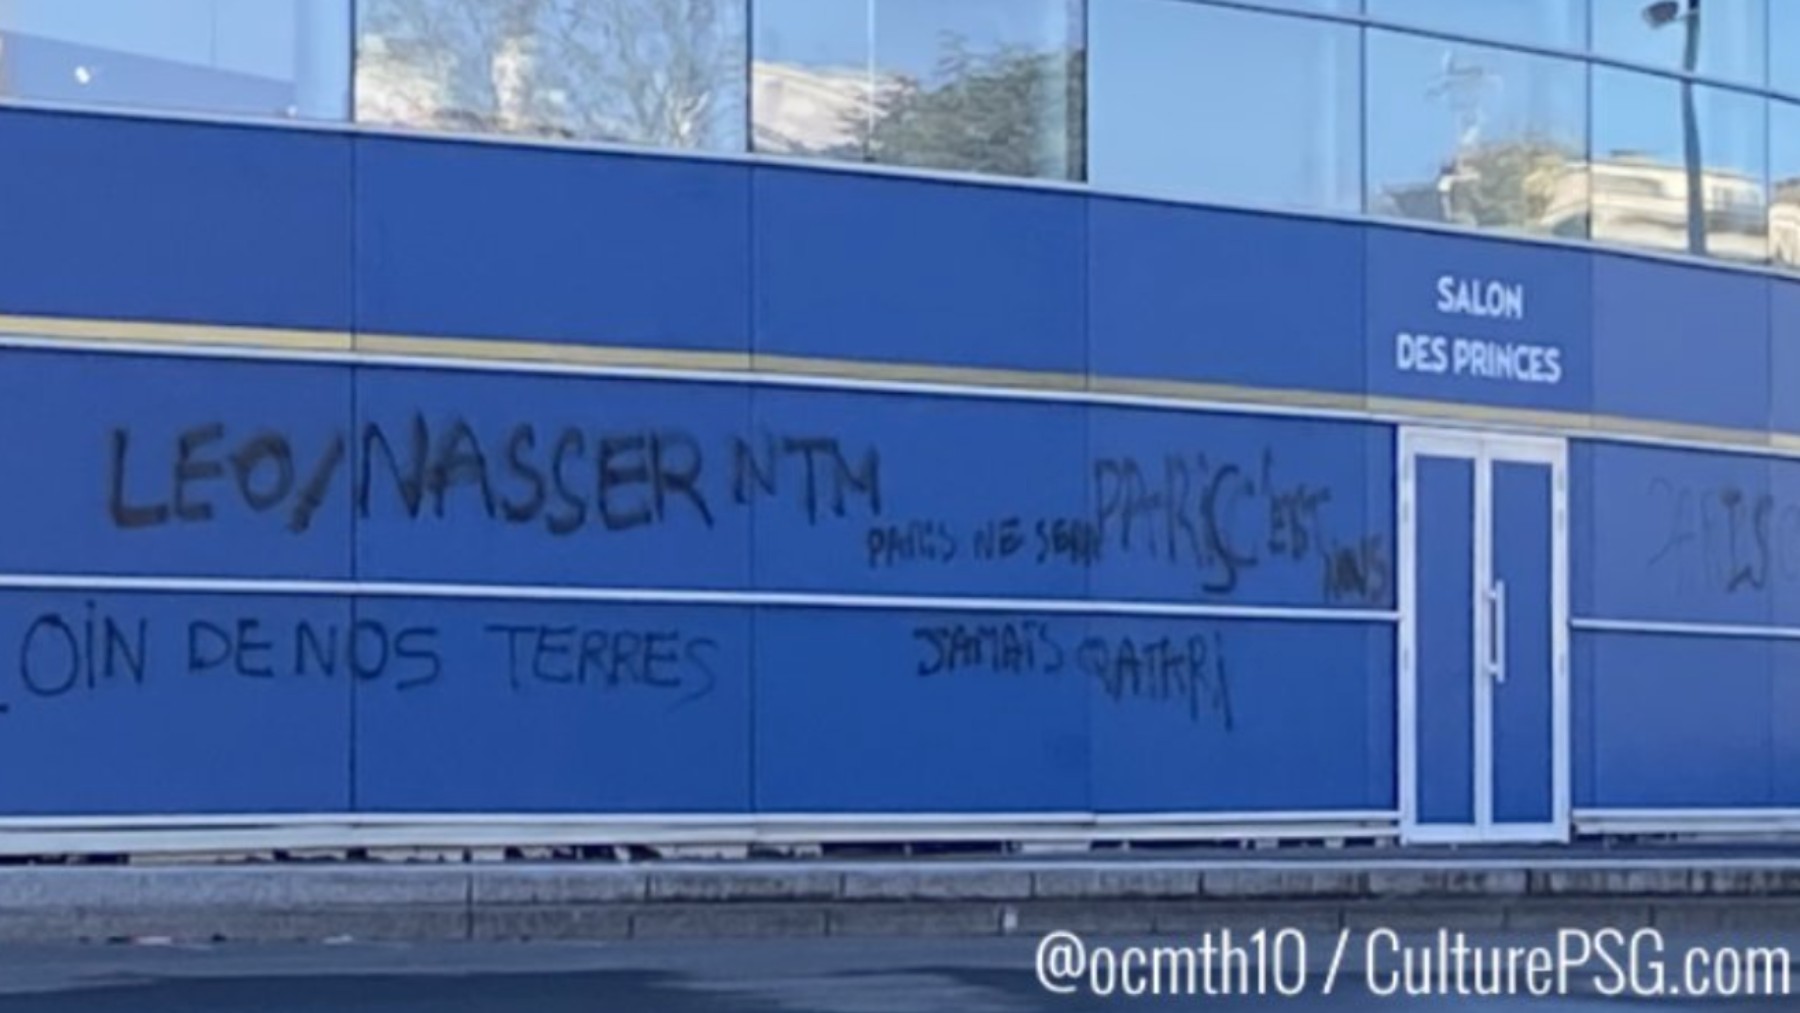 SALON
DES PRINCES
LEO/NASSER NTM
PARIS NE SERA
PARIS C'EST
NOUS
LOIN DE NOS TERRES
JAMAIS QATARI
@ocmth10 / CulturePSG.com